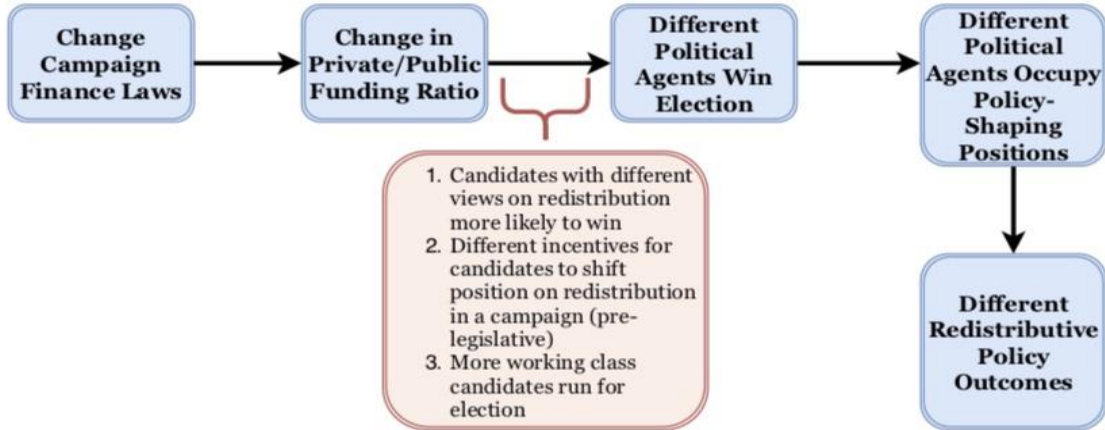 Change
Campaign
Finance Laws
Change in
Private/Public
Funding Ratio
Different
Political
Agents Win
Election
Different
Political
Agents Occupy
Policy-
Shaping
Positions
1. Candidates with different
views on redistribution
more likely to win
2. Different incentives for
candidates to shift
position on redistribution
in a campaign (pre-
legislative)
3. More working class
candidates run for
election
Different
Redistributive
Policy
Outcomes